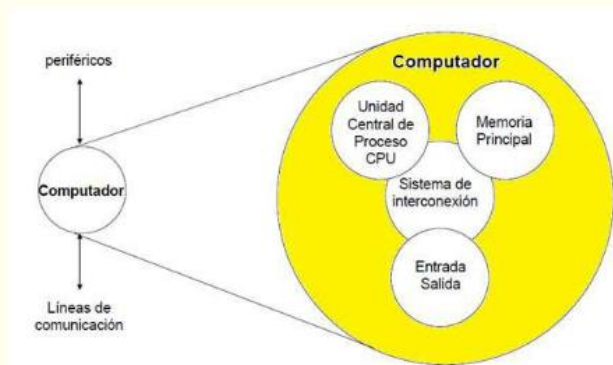 periféricos
Computador
Líneas de
comunicación
Computador
Unidad
Central de
Proceso
CPU
Memoria
Principal
Sistema de
interconexión
Entrada
Salida